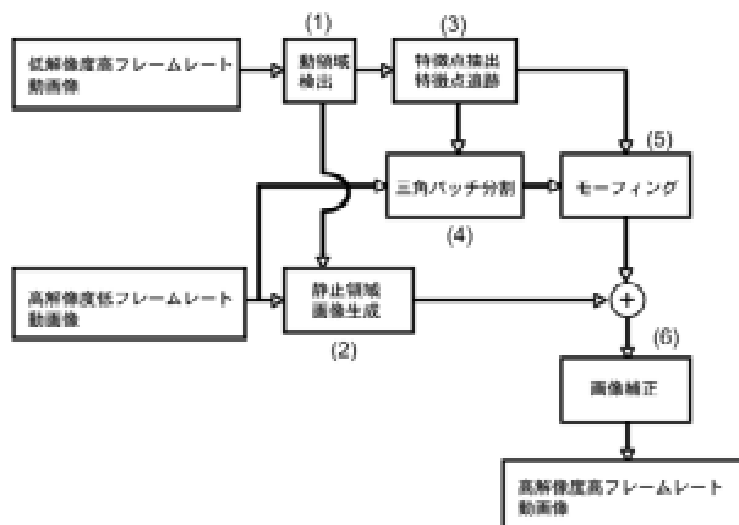 (1)
(3)
低解像度高フレームレート
動画像
動領域
検出
特徴点抽出
特徴点追跡
(5)
三角パッチ分割
モーフィング
(4)
高解像度低フレームレート
動画像
静止領域
画像生成
+
(2)
(6)
画像補正
高解像度高フレームレート
動画像